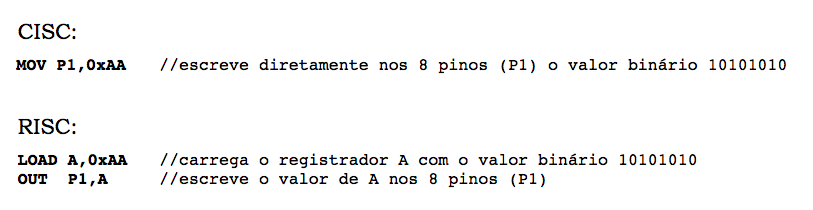 CISC:
MOV P1,0xAA //escreve diretamente nos 8 pinos (P1) o valor binário 10101010
RISC:
LOAD A,0xAA //carrega o registrador A com o valor binário 10101010
OUT P1,A //escreve o valor de A nos 8 pinos (P1)